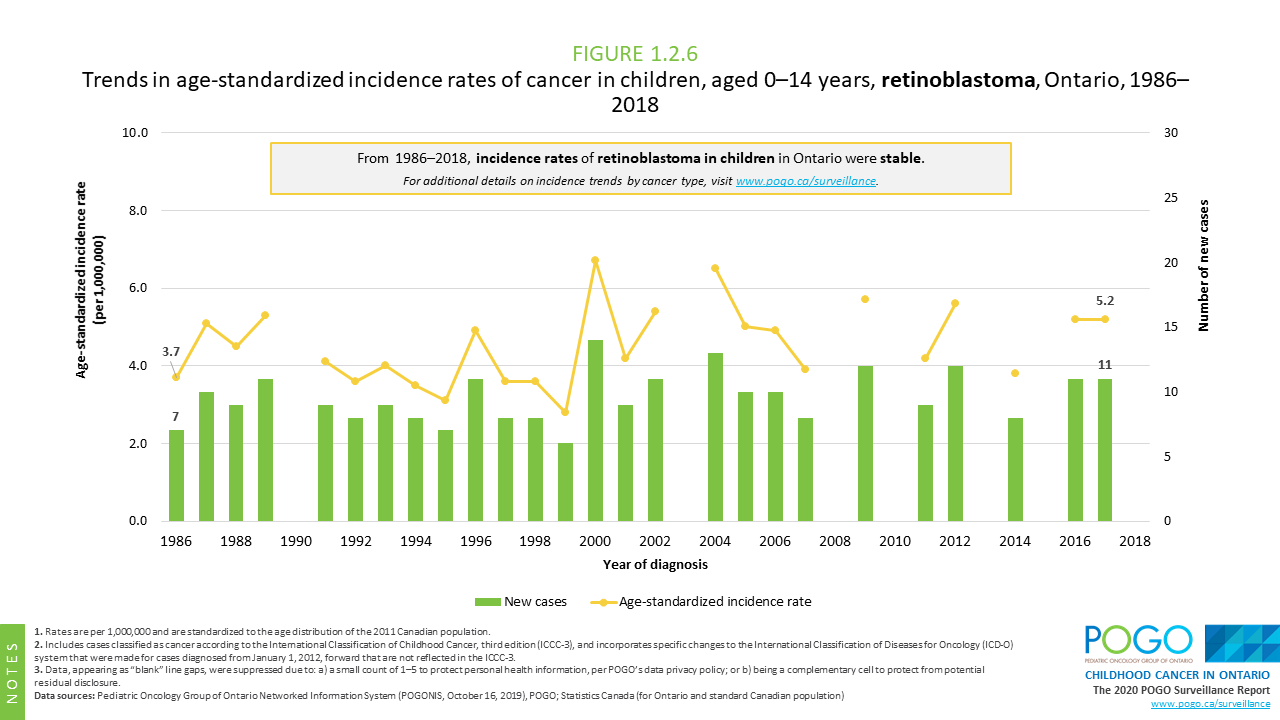 FIGURE 1.2.6
Trends in age-standardized incidence rates of cancer in children, aged 0–14 years, retinoblastoma, Ontario, 1986–
2018
From 1986–2018, incidence rates of retinoblastoma in children in Ontario were stable.
For additional details on incidence trends by cancer type, visit www.pogo.ca/surveillance.
Age-standardized incidence rate
(per 1,000,000)
10.0
8.0
6.0
4.0
2.0
0.0
Number of new cases
30
25
20
15
10
5
0
3.7
7
5.2
11
1986 1988 1990 1992 1994 1996 1998 2000 2002 2004 2006 2008 2010 2012 2014 2016 2018
Year of diagnosis
New cases Age-standardized incidence rate
NOTES
1. Rates are per 1,000,000 and are standardized to the age distribution of the 2011 Canadian population.
2. Includes cases classified as cancer according to the International Classification of Childhood Cancer, third edition (ICCC-3), and incorporates specific changes to the International Classification of Diseases for Oncology (ICD-O)
system that were made for cases diagnosed from January 1, 2012, forward that are not reflected in the ICCC-3.
3. Data, appearing as “blank” line gaps, were suppressed due to: a) a small count of 1–5 to protect personal health information, per POGO’s data privacy policy; or b) being a complementary cell to protect from potential
residual disclosure.
Data sources: Pediatric Oncology Group of Ontario Networked Information System (POGONIS, October 16, 2019), POGO; Statistics Canada (for Ontario and standard Canadian population)
POGO
PEDIATRIC ONCOLOGY GROUP OF ONTARIO
CHILDHOOD CANCER IN ONTARIO
The 2020 POGO Surveillance Report
www.pogo.ca/surveillance